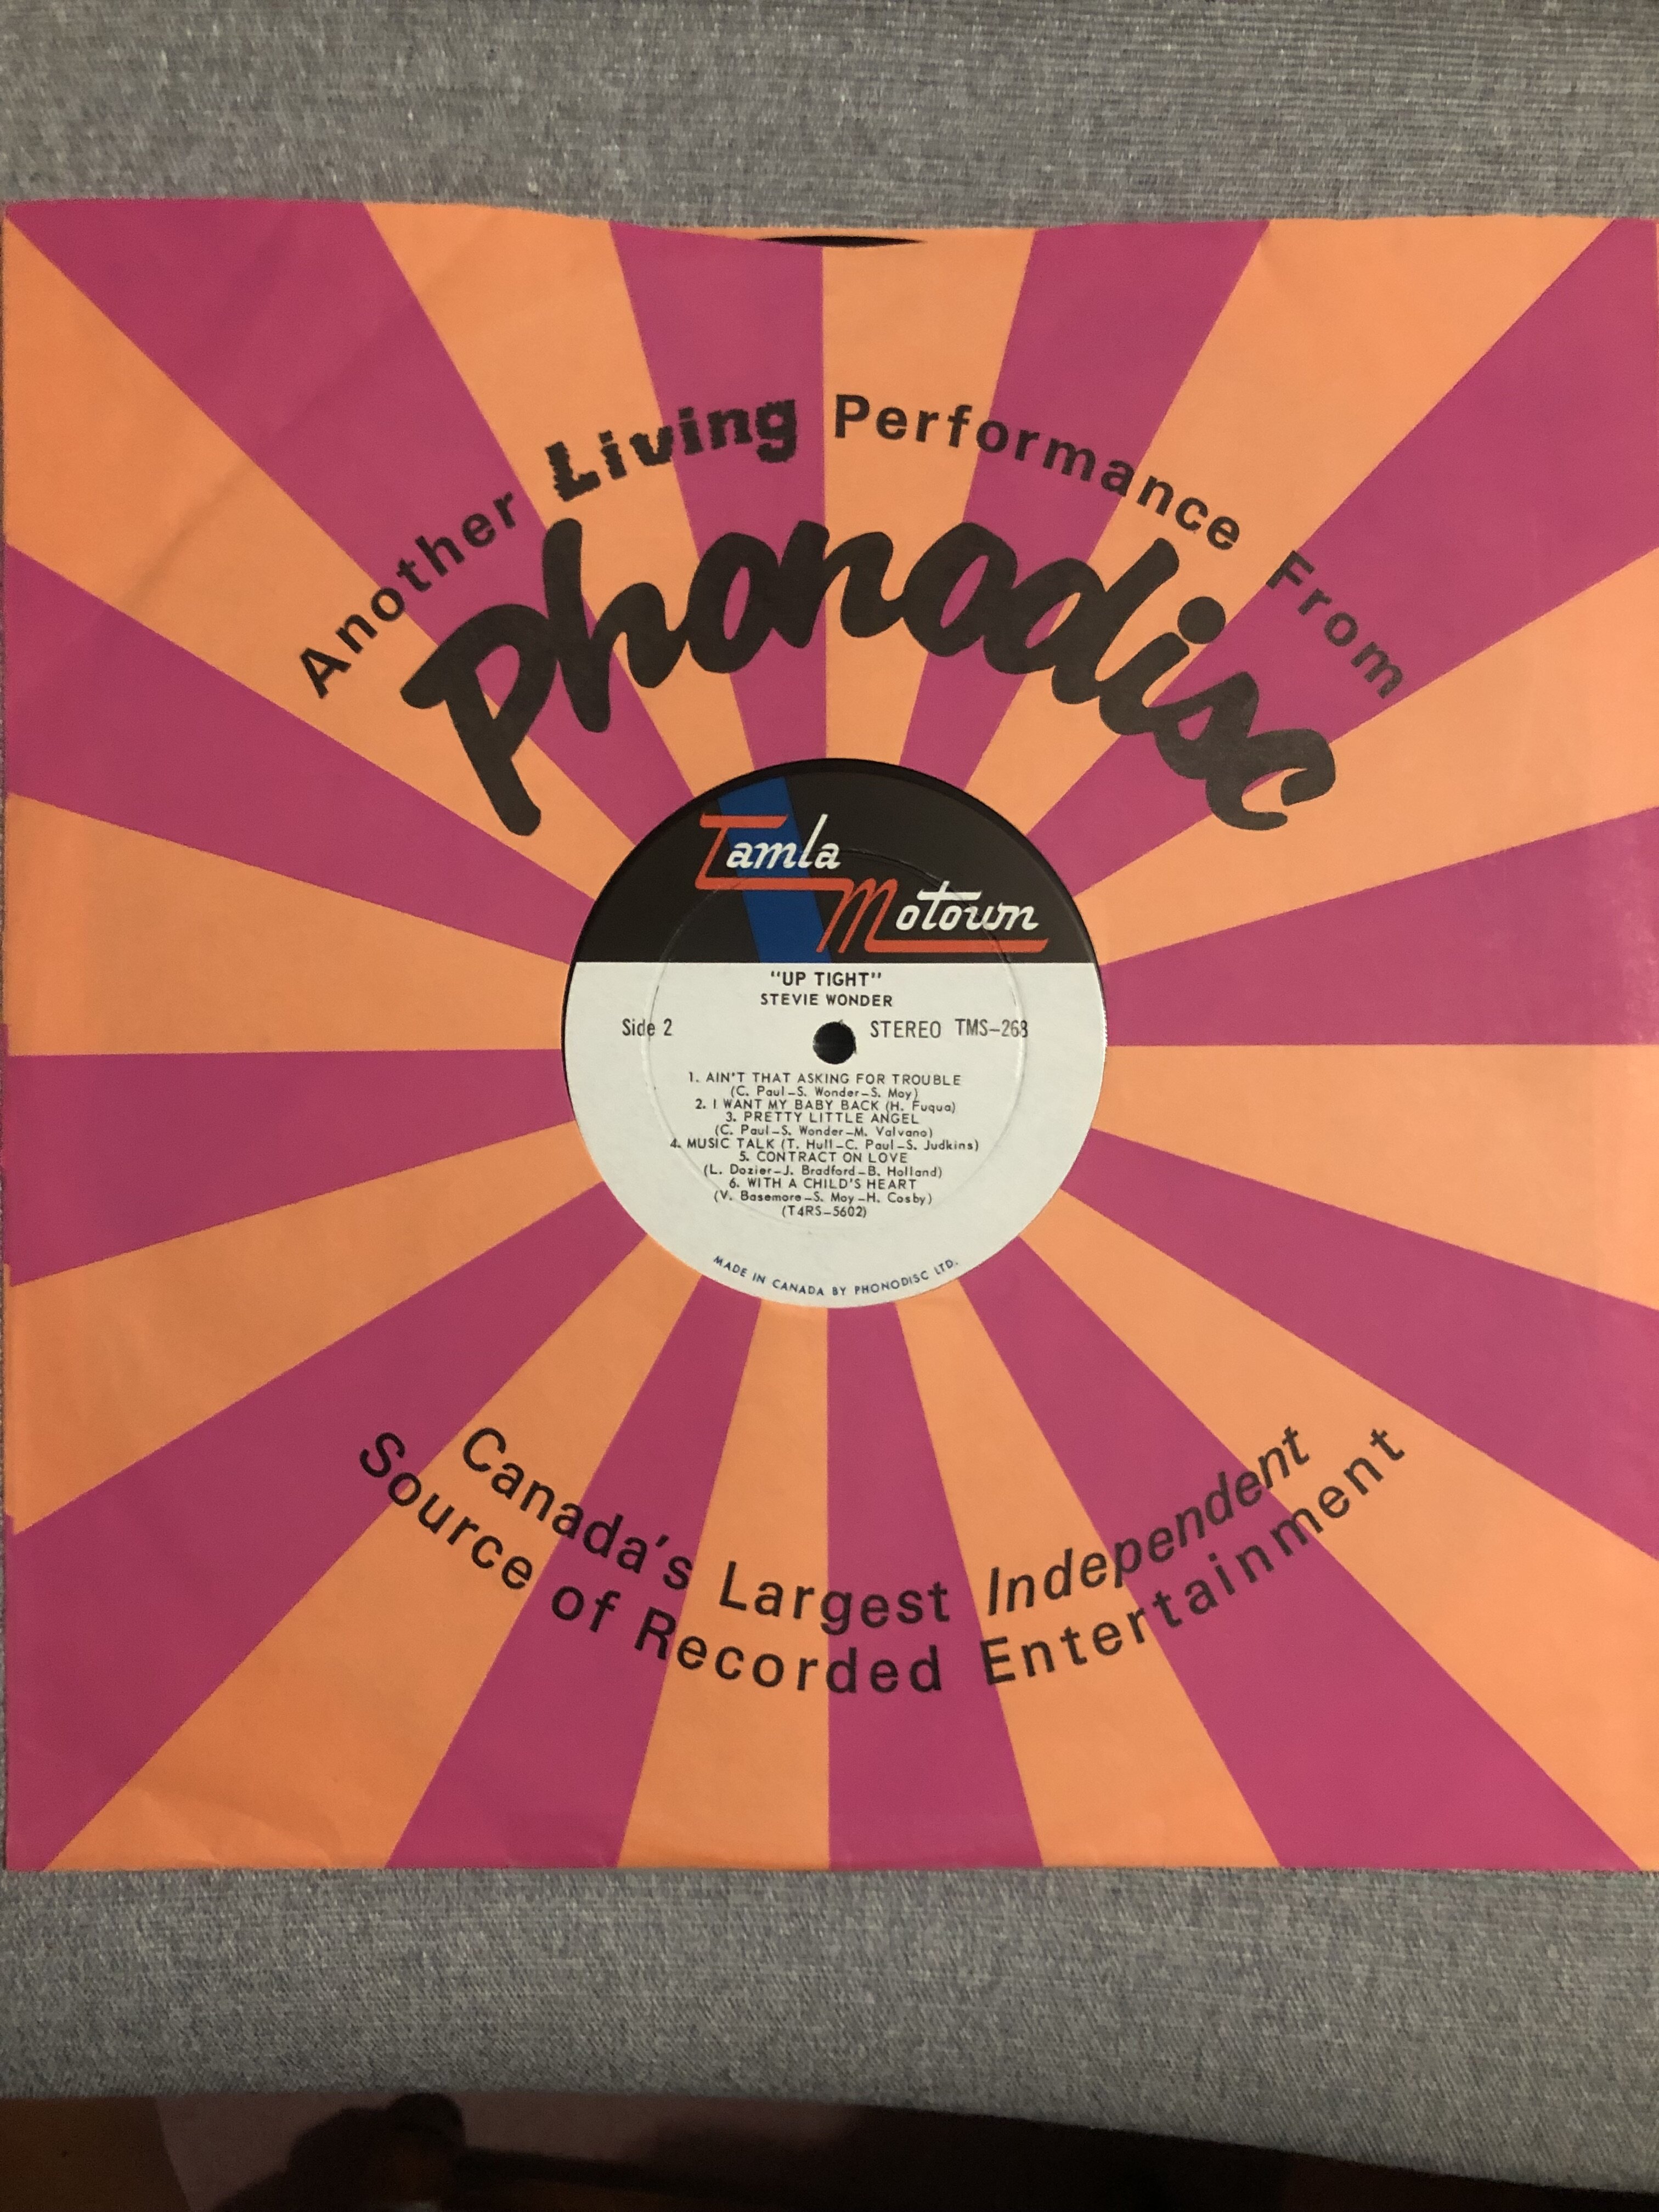 Another Living Performance From
Phonodisc
Tamla
Motown
"UP TIGHT"
STEVIE WONDER
Side 2
STEREO TMS-268
1. AIN'T THAT ASKING FOR TROUBLE
(C. Paul-S. Wonder-S. Moy)
2. I WANT MY BABY BACK (H. Fuqua)
3. PRETTY LITTLE ANGEL
(C. Paul-S. Wonder-M. Valvano)
4. MUSIC TALK (T. Hull-C. Paul-S. Judkins)
5. CONTRACT ON LOVE
(L. Dozier-J. Bradford-B. Holland)
6. WITH A CHILD'S HEART
(V. Basemore-S. Moy-H. Cosby)
(T4RS-5602)
MADE IN CANADA BY PHONODISC LTD.
Canada's Largest Independent
Source of Recorded Entertainment